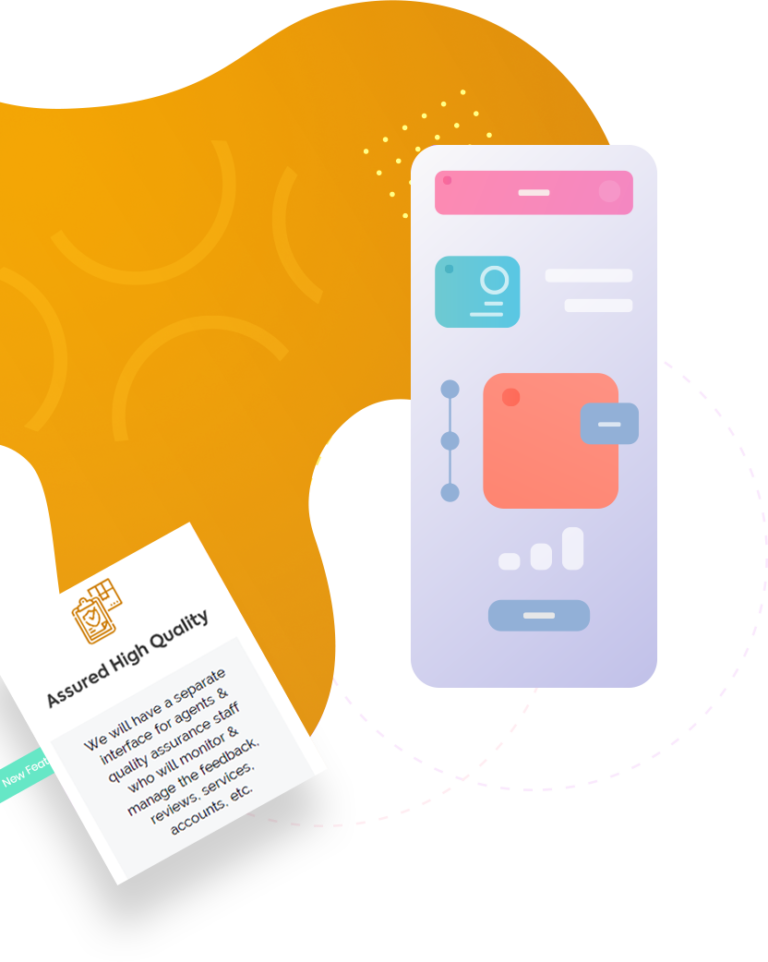 Assured High Quality
We will have a separate
interface for agents &
quality assurance staff
who will monitor &
manage the feedback,
reviews, services,
accounts, etc.
New